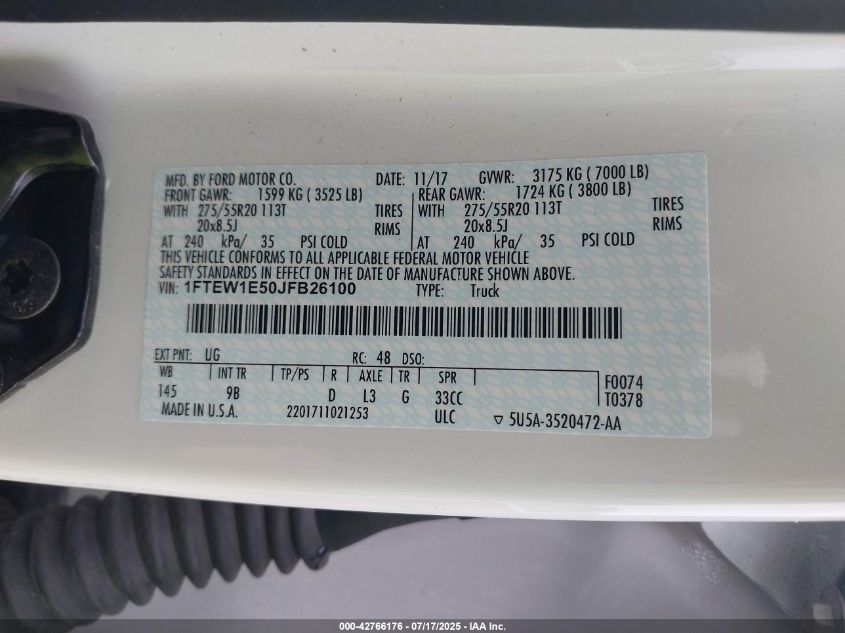 MFD. BY FORD MOTOR CO. DATE: 11/17 GVWR: 3175 KG ( 7000 LB)
FRONT GAWR: 1599 KG ( 3525 LB) REAR GAWR: 1724 KG ( 3800 LB)
WITH 275/55R20 113T TIRES WITH 275/55R20 113T TIRES
20x8.5J RIMS 20x8.5J RIMS
AT 240 kPa/ 35 PSI COLD AT 240 kPa/ 35 PSI COLD
THIS VEHICLE CONFORMS TO ALL APPLICABLE FEDERAL MOTOR VEHICLE
SAFETY STANDARDS IN EFFECT ON THE DATE OF MANUFACTURE SHOWN ABOVE.
VIN: 1FTEW1E50JFB26100 TYPE: Truck
EXT PNT: UG RC: 48 DSO:
WB INT TR TP/PS R AXLE TR SPR F0074
145 9B D L3 G 33CC T0378
MADE IN U.S.A. 2201711021253 ULC 5U5A-3520472-AA
000-42766176 - 07/17/2025 - IAA Inc.